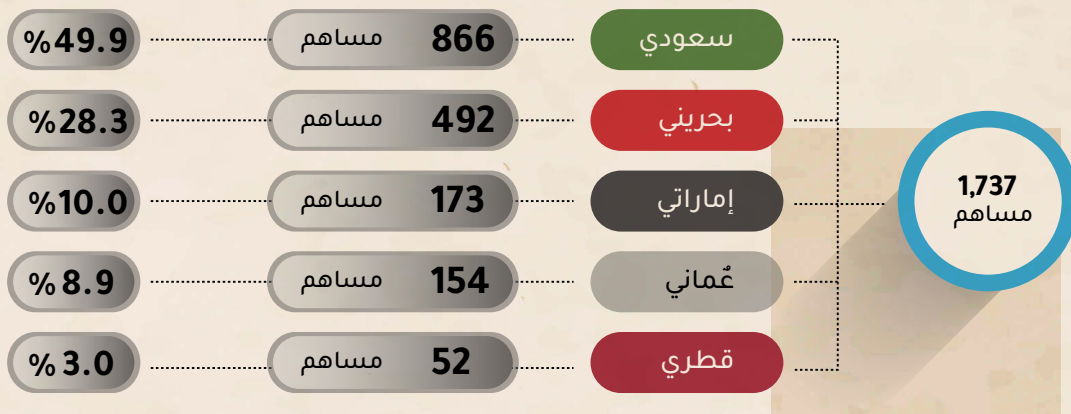 1,737
مساهم
سعودي 866 مساهم %49.9
بحريني 492 مساهم %28.3
إماراتي 173 مساهم %10.0
عُماني 154 مساهم %8.9
قطري 52 مساهم %3.0